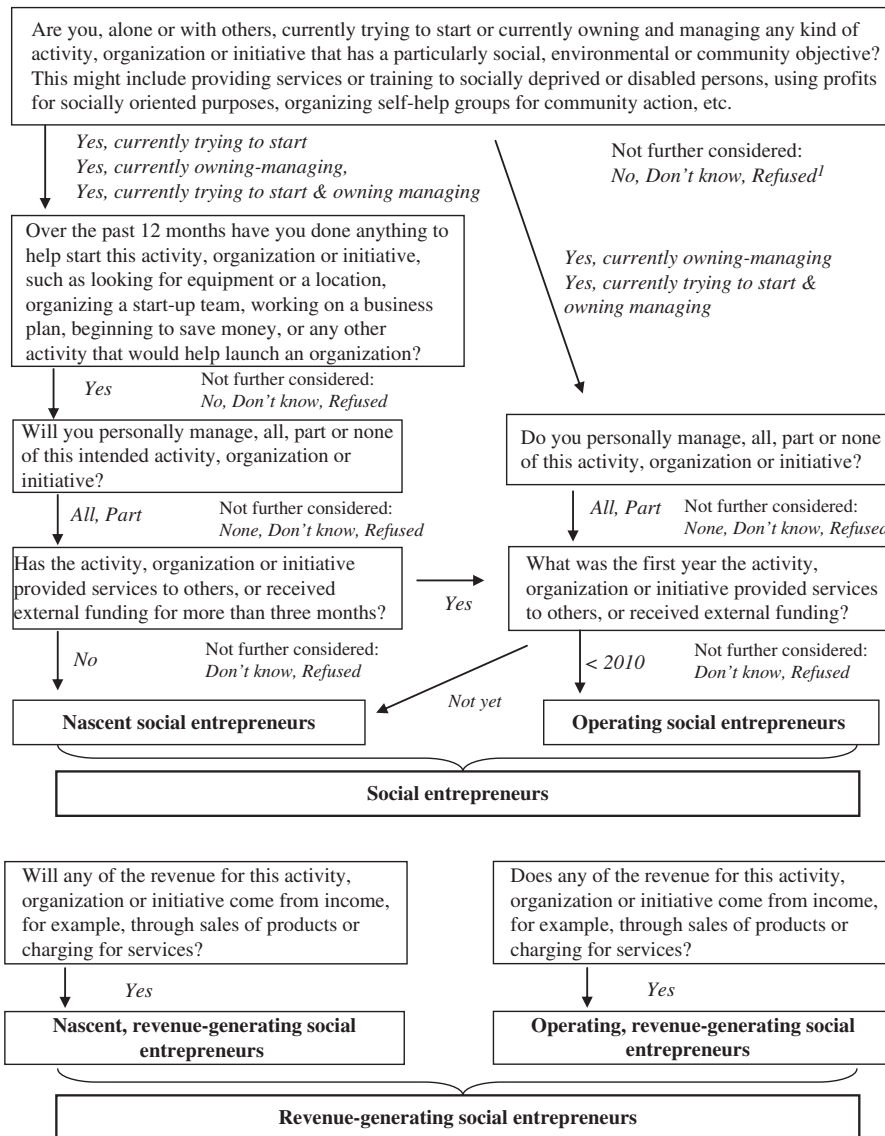 Are you, alone or with others, currently trying to start or currently owning and managing any kind of
activity, organization or initiative that has a particularly social, environmental or community objective?
This might include providing services or training to socially deprived or disabled persons, using profits
for socially oriented purposes, organizing self-help groups for community action, etc.
Yes, currently trying to start
Yes, currently owning-managing,
Yes, currently trying to start & owning managing
Not further considered:
No, Don't know, Refused1
Over the past 12 months have you done anything to
help start this activity, organization or initiative,
such as looking for equipment or a location,
organizing a start-up team, working on a business
plan, beginning to save money, or any other
activity that would help launch an organization?
Yes, currently owning-managing
Yes, currently trying to start &
owning managing
Yes
Not further considered:
No, Don't know, Refused
Will you personally manage, all, part or none
of this intended activity, organization or
initiative?
Do you personally manage, all, part or none
of this activity, organization or initiative?
All, Part
Not further considered:
None, Don't know, Refused
All, Part
Not further considered:
None, Don't know, Refused
Has the activity, organization or initiative
provided services to others, or received
external funding for more than three months?
Yes
What was the first year the activity,
organization or initiative provided services
to others, or received external funding?
No
Not further considered:
Don't know, Refused
Not yet
< 2010
Not further considered:
Don't know, Refused
Nascent social entrepreneurs
Operating social entrepreneurs
Social entrepreneurs
Will any of the revenue for this activity,
organization or initiative come from income,
for example, through sales of products or
charging for services?
Does any of the revenue for this activity,
organization or initiative come from income,
for example, through sales of products or
charging for services?
Yes
Yes
Nascent, revenue-generating social
entrepreneurs
Operating, revenue-generating social
entrepreneurs
Revenue-generating social entrepreneurs